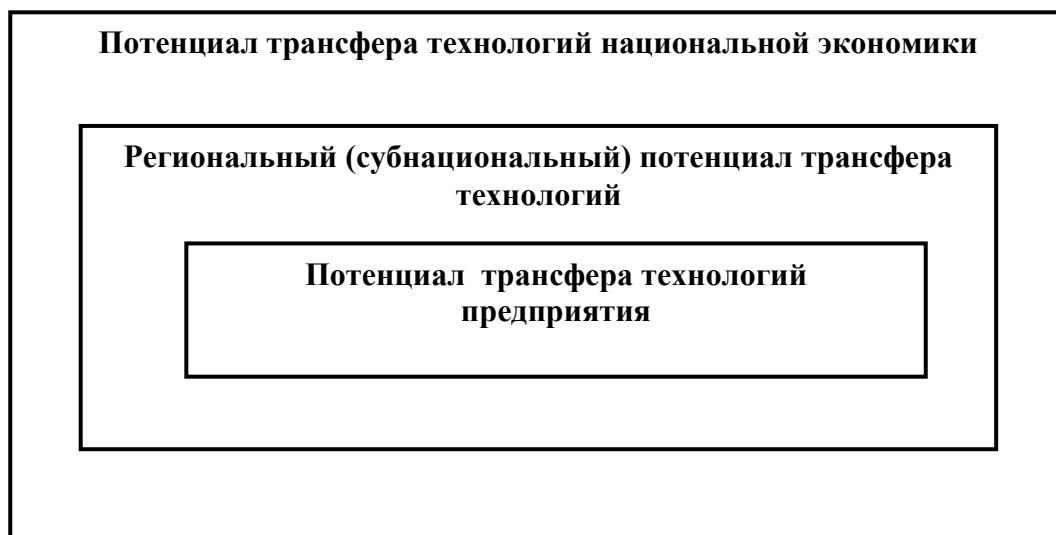 Потенциал трансфера технологий национальной экономики
Региональный (субнациональный) потенциал трансфера
технологий
Потенциал трансфера технологий
предприятия